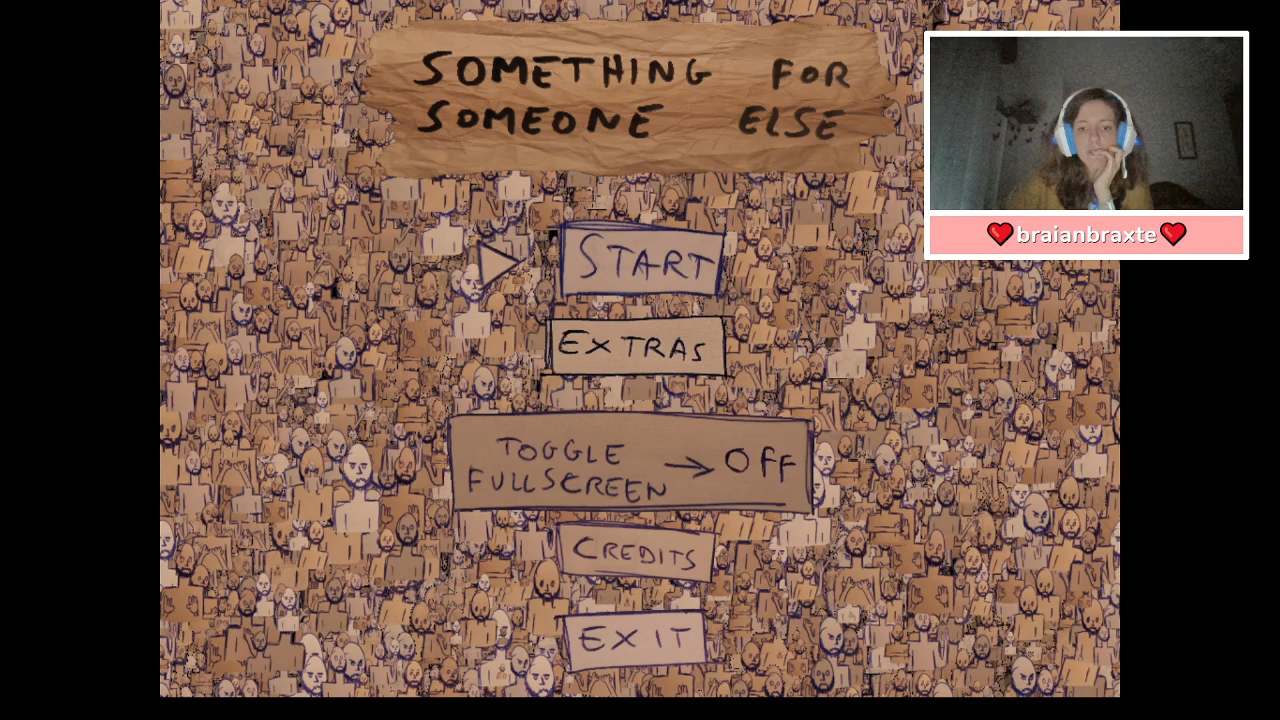 SOMETHING FOR
SOMEONE ELSE
braianbraxte
START
EXTRAS
TOGGLE
FULLSCREEN → OFF
CREDITS
EXIT